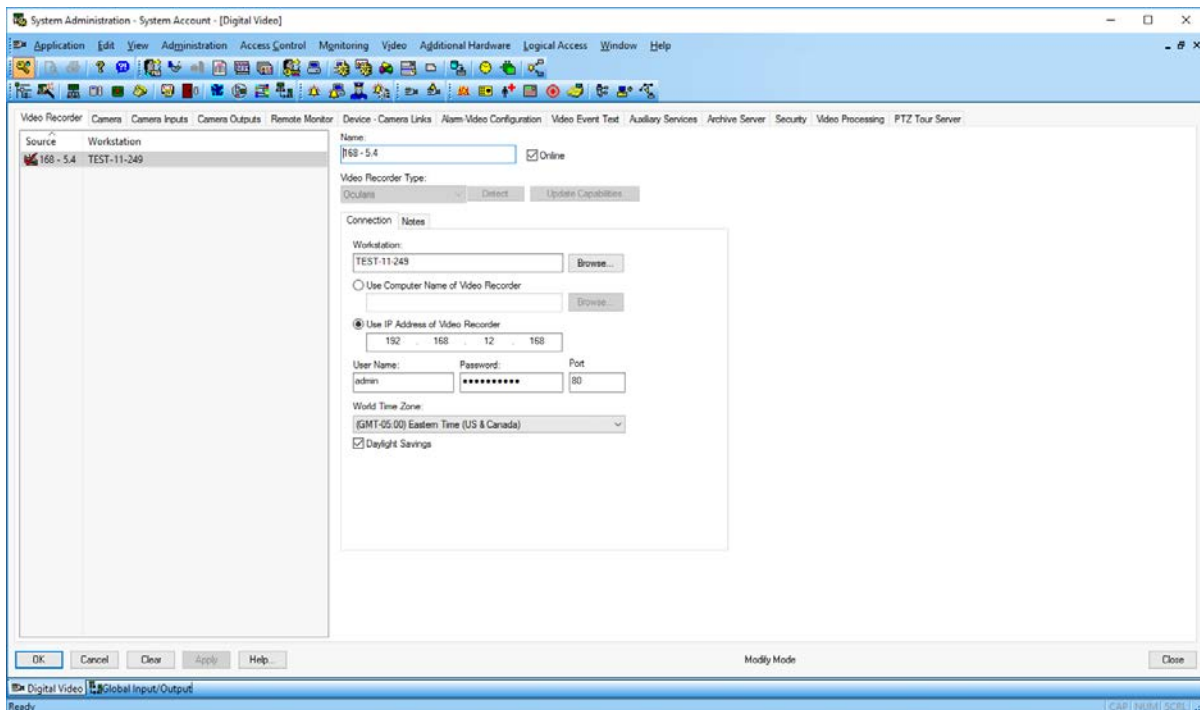 System Administration - System Account - [Digital Video]
Application Edit View Administration Access Control Monitoring Video Additional Hardware Logical Access Window Help
Video Recorder Camera Camera Inputs Camera Outputs Remote Monitor Device - Camera Links Alarm-Video Configuration Video Event Text Auxiliary Services Archive Server Security Video Processing PTZ Tour Server
Source Workstation
168 - 5.4 TEST-11-249
Name:
168 - 5.4 Online
Video Recorder Type:
Ocularis Detect Update Capabilities...
Connection Notes
Workstation:
TEST-11-249 Browse...
Use Computer Name of Video Recorder
Browse...
Use IP Address of Video Recorder
192 . 168 . 12 . 168
User Name: Password: Port
admin •••••••••• 80
World Time Zone:
(GMT-05:00) Eastern Time (US & Canada)
Daylight Savings
OK Cancel Clear Apply Help... Modify Mode Close
Digital Video Global Input/Output
Ready CAP NUM SCRL